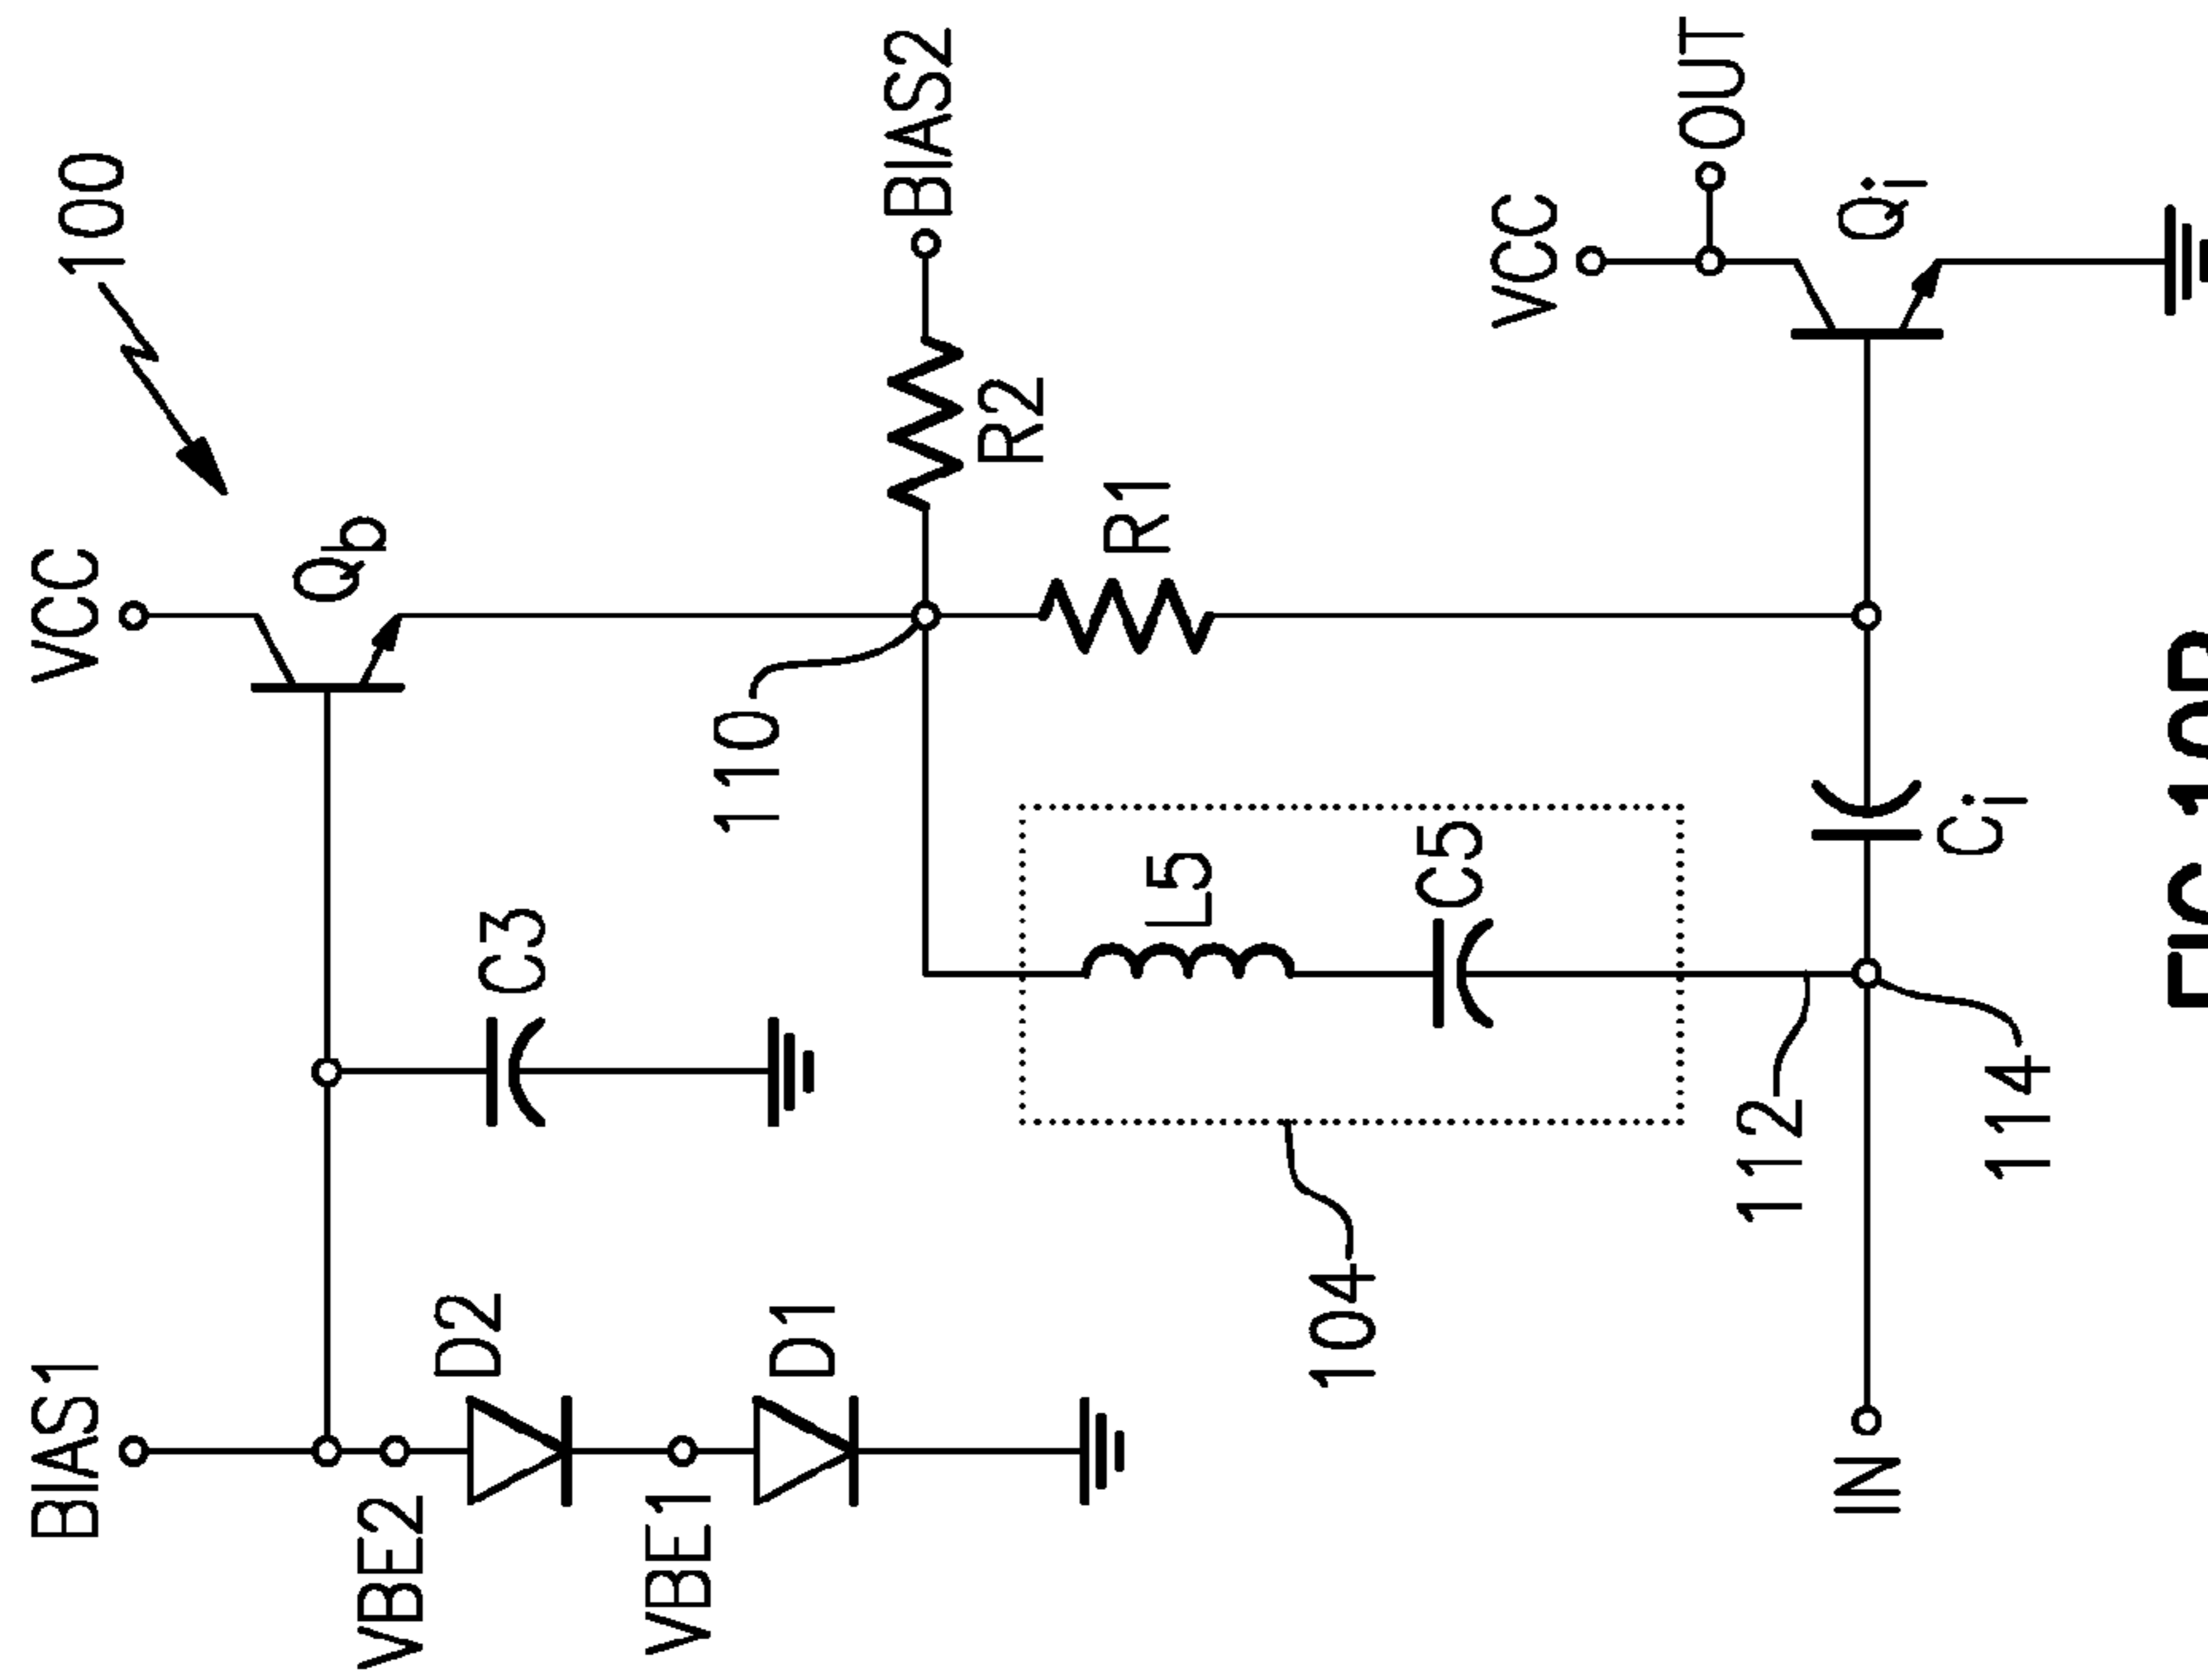 BIAS1
VCC
100
Qb
VBE2
D2
C3
VBE1
110
D1
BIAS2
R2
R1
L5
104
C5
VCC
OUT
112
IN
Qi
Ci
114